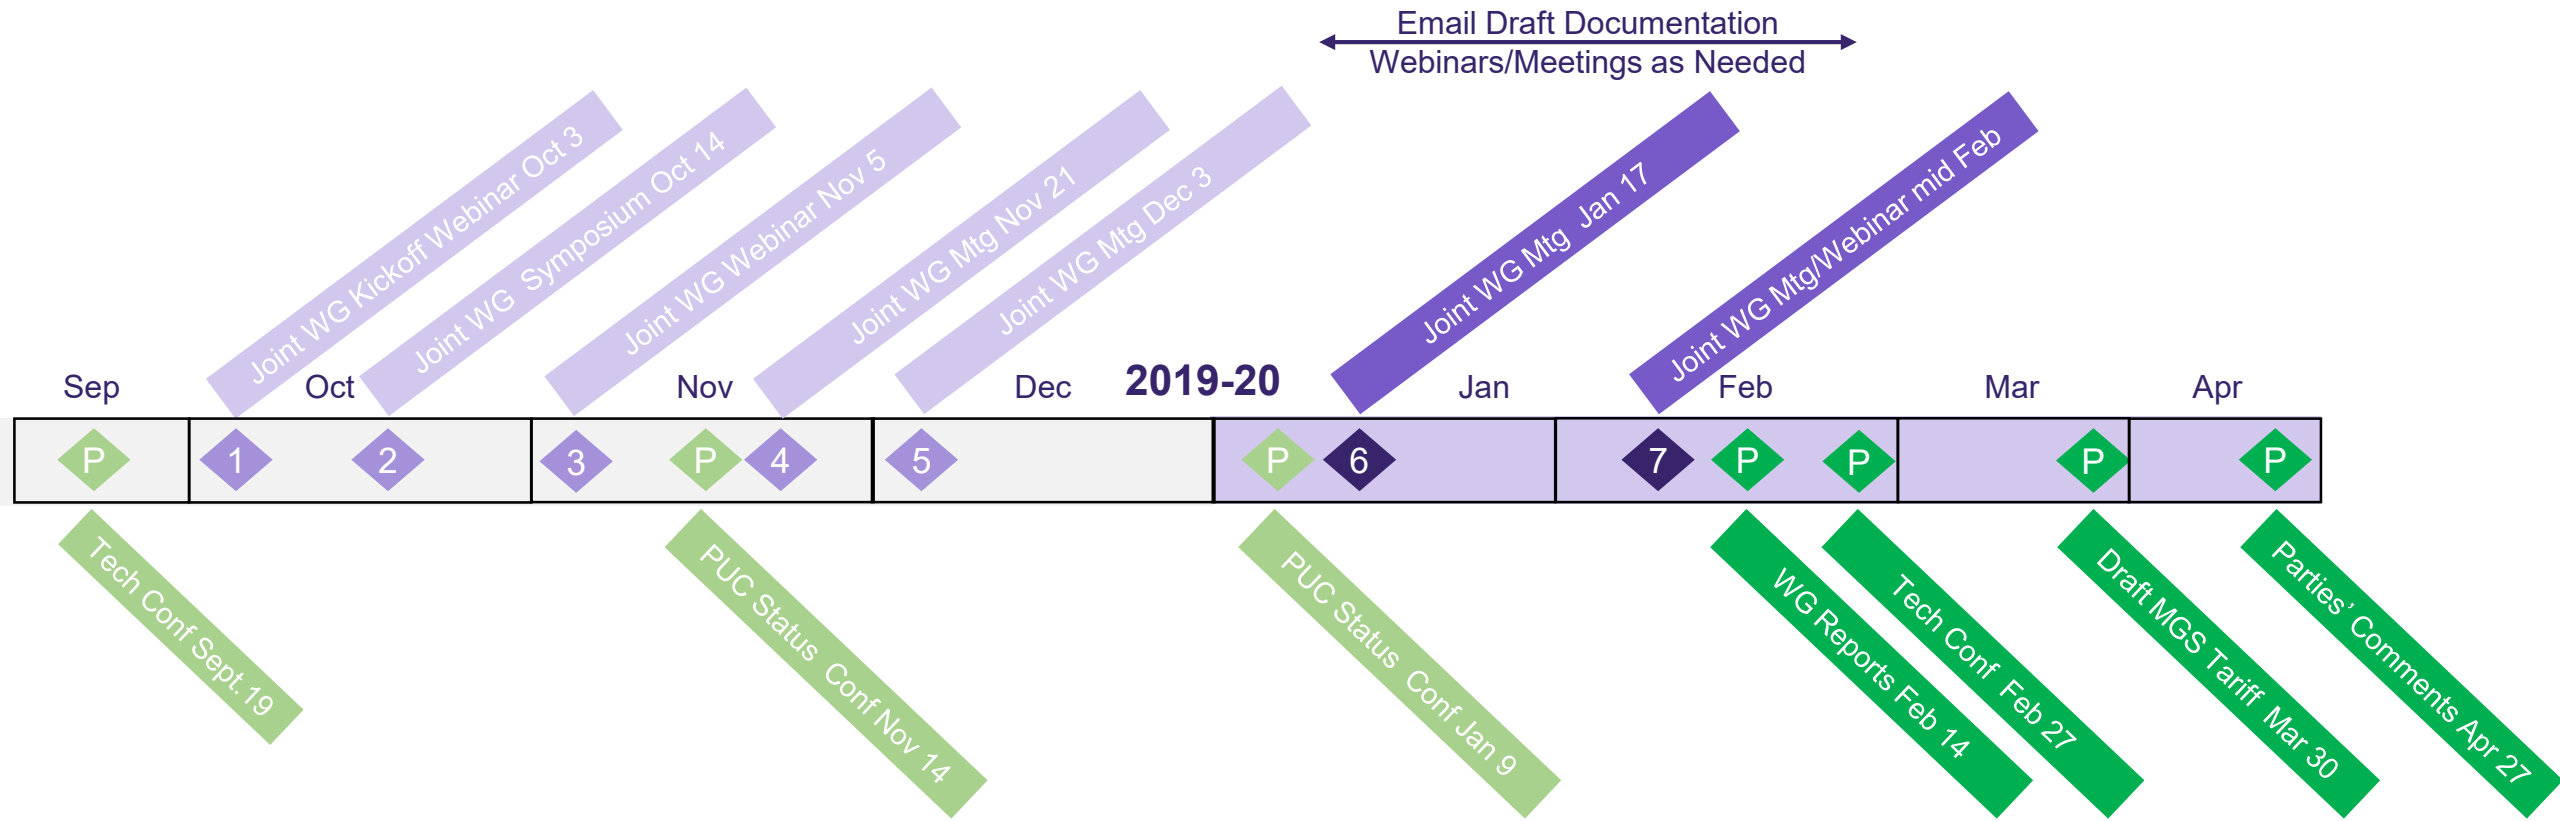 Email Draft Documentation
Webinars/Meetings as Needed
Joint WG Kickoff Webinar Oct 3
Joint WG Symposium Oct 14
Joint WG Webinar Nov 5
Joint WG Mtg Nov 21
Joint WG Mtg Dec 3
Joint WG Mtg Jan 17
Joint WG Mtg/Webinar mid Feb
Sep
Oct
Nov
Dec
2019-20
Jan
Feb
Mar
Apr
P
1
2
3
P
4
5
P
6
7
P
P
P
P
Tech Conf Sept. 19
PUC Status Conf Nov 14
PUC Status Conf Jan 9
WG Reports Feb 14
Tech Conf Feb 27
Draft MGS Tariff Mar 30
Parties’ Comments Apr 27